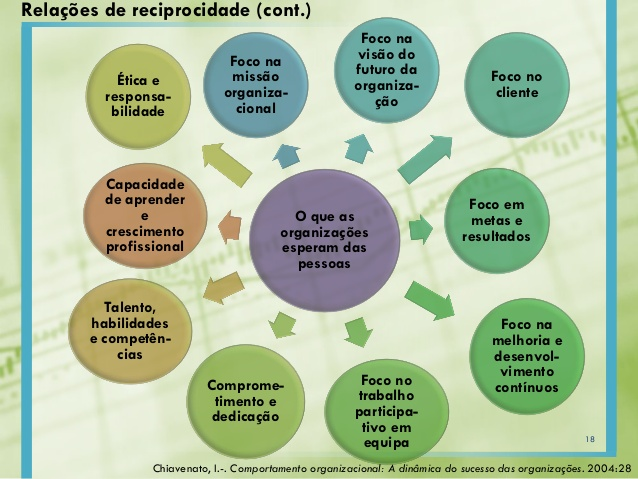 Relações de reciprocidade (cont.)
Foco na
missão
organiza-
cional
Foco na
visão do
futuro da
organiza-
ção
Foco no
cliente
Foco em
metas e
resultados
Foco na
melhoria e
desenvol-
vimento
contínuos
Foco no
trabalho
participa-
tivo em
equipa
Comprome-
timento e
dedicação
Talento,
habilidades
e competên-
cias
Capacidade
de aprender
e
crescimento
profissional
Ética e
responsa-
bilidade
O que as
organizações
esperam das
pessoas
18
Chiavenato, I.-. Comportamento organizacional: A dinâmica do sucesso das organizações. 2004:28